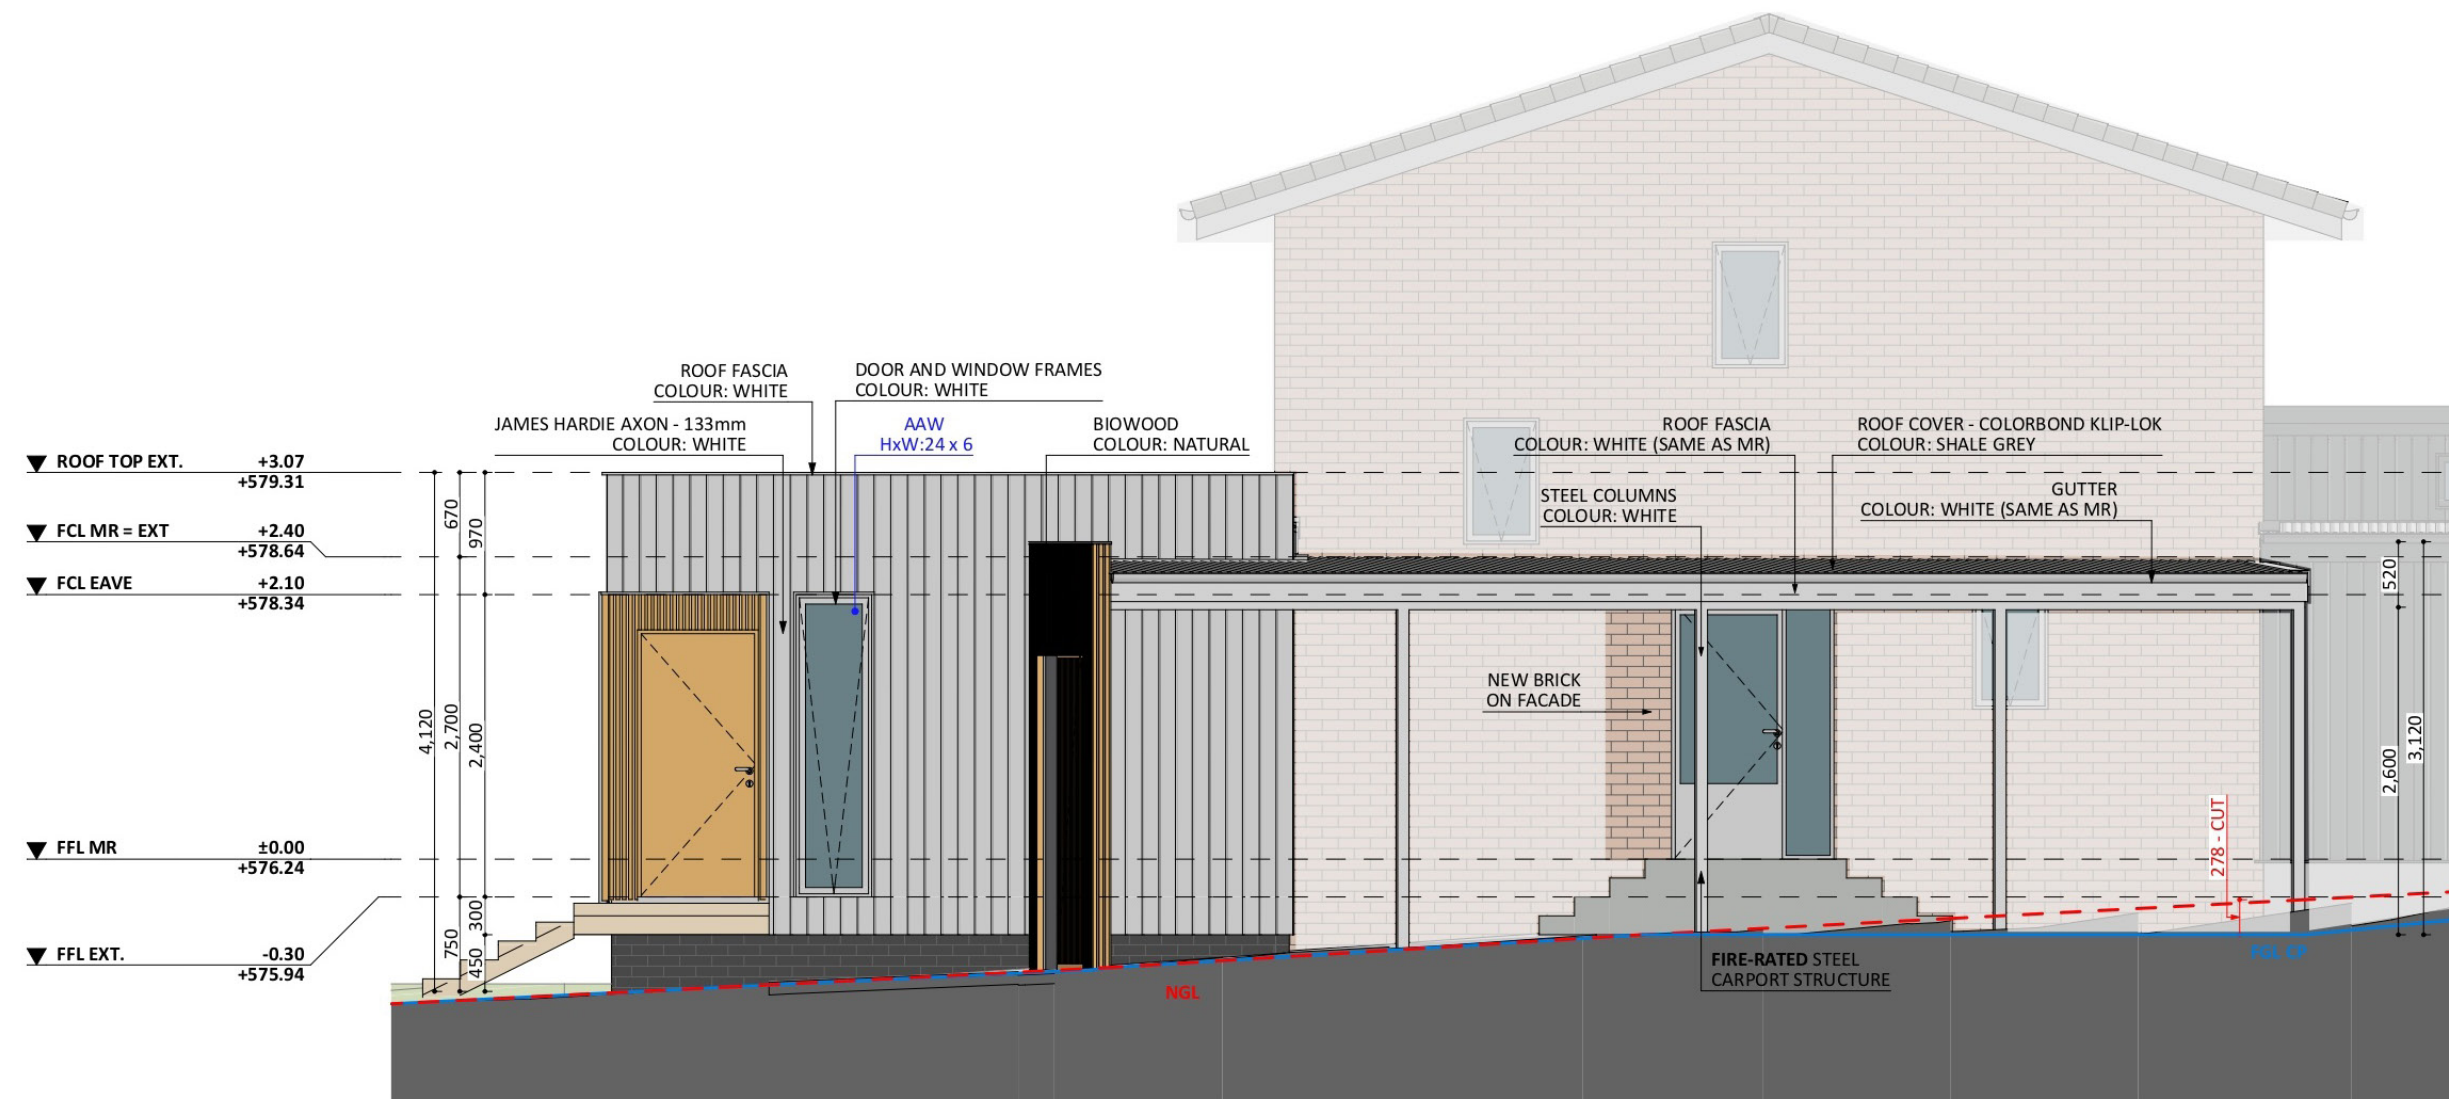 ROOF FASCIA
COLOUR: WHITE
DOOR AND WINDOW FRAMES
COLOUR: WHITE
JAMES HARDIE AXON - 133mm
COLOUR: WHITE
AAW
HxW:24 x 6
BIOWOOD
COLOUR: NATURAL
ROOF FASCIA
COLOUR: WHITE (SAME AS MR)
ROOF COVER - COLORBOND KLIP-LOK
COLOUR: SHALE GREY
STEEL COLUMNS
COLOUR: WHITE
GUTTER
COLOUR: WHITE (SAME AS MR)
ROOF TOP EXT. +3.07
+579.31
FCL MR = EXT +2.40
+578.64
FCL EAVE +2.10
+578.34
FFL MR ±0.00
+576.24
FFL EXT. -0.30
+575.94
4,120
670
2,700
750
970
2,400
300
450
NEW BRICK
ON FACADE
FIRE-RATED STEEL
CARPORT STRUCTURE
NGL
FGL CP
278 - CUT
520
2,600
3,120